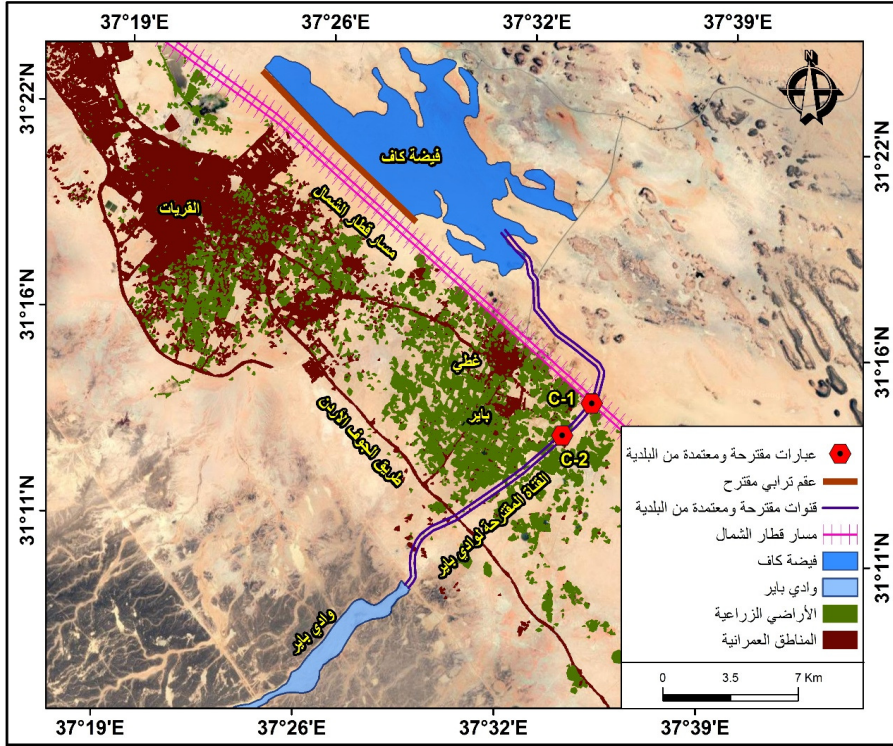 37°19'E 37°26'E 37°32'E 37°39'E
31°22'N
31°22'N
N
فيضة كاف
القريات
مسار قطار الشمال
31°16'N
31°16'N
غطي
C-1
باير
C-2
طريق الجوف الأردن
القناة المقترحة لوادي باير
31°11'N
31°11'N
وادي باير
عبارات مقترحة ومعتمدة من البلدية
عقم ترابي مقترح
قنوات مقترحة ومعتمدة من البلدية
مسار قطار الشمال
فيضة كاف
وادي باير
الأراضي الزراعية
المناطق العمرانية
0 3.5 7 Km
37°19'E 37°26'E 37°32'E 37°39'E